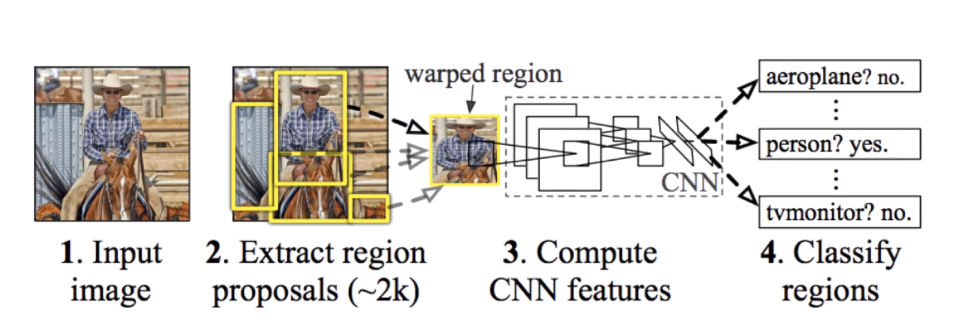 warped region
aeroplane? no.
⋮
person? yes.
⋮
tvmonitor? no.
CNN
1. Input
image
2. Extract region
proposals (~2k)
3. Compute
CNN features
4. Classify
regions